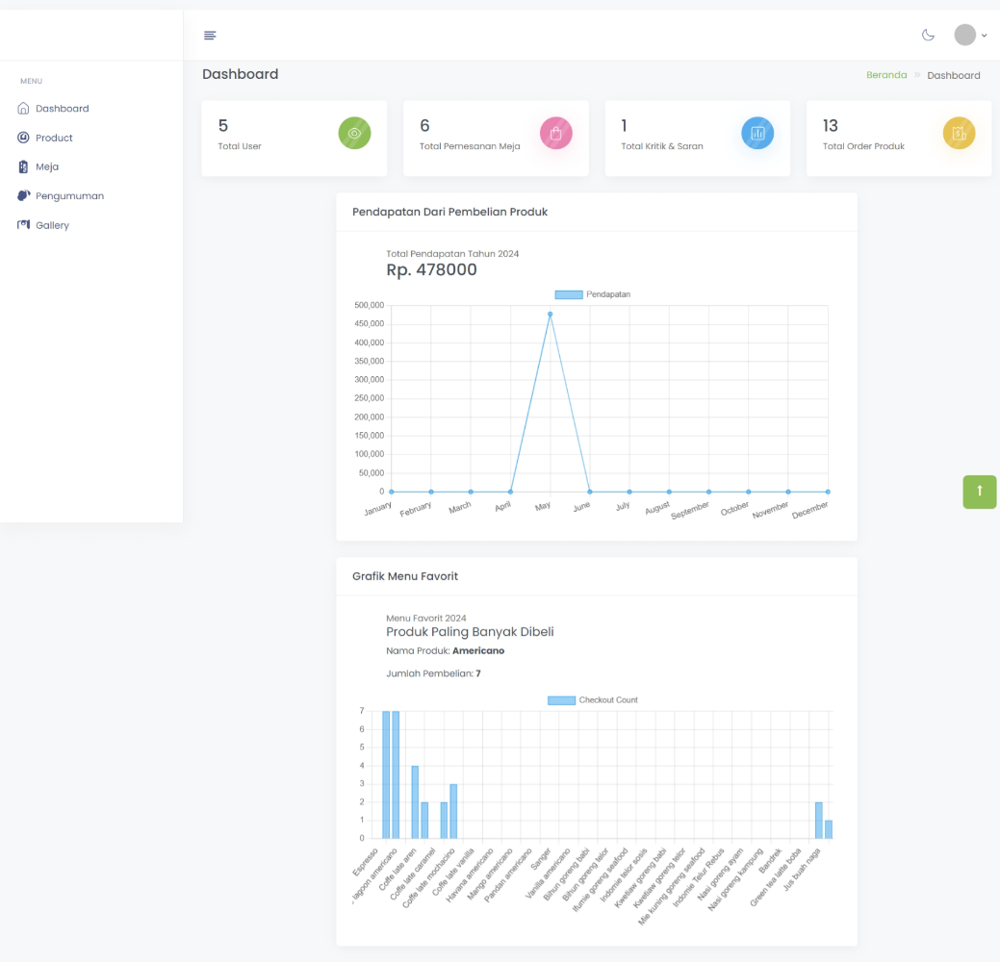 MENU
Dashboard
Product
Meja
Pengumuman
Gallery
Dashboard
Beranda » Dashboard
5
Total User
6
Total Pemesanan Meja
1
Total Kritik & Saran
13
Total Order Produk
Pendapatan Dari Pembelian Produk
Total Pendapatan Tahun 2024
Rp. 478000
Pendapatan
500,000
450,000
400,000
350,000
300,000
250,000
200,000
150,000
100,000
50,000
0
January
February
March
April
May
June
July
August
September
October
November
December
Grafik Menu Favorit
Menu Favorit 2024
Produk Paling Banyak Dibeli
Nama Produk: Americano
Jumlah Pembelian: 7
Checkout Count
7
6
5
4
3
2
1
0
Espresso
lagoon americano
Coffe late aren
Coffe late caramel
Coffe late mochacino
Coffe late vanilla
Havana americano
Mango americano
Pandan americano
Sanger
Vanilla americano
Bihun goreng babi
Bihun goreng telor
Ifumie goreng seafood
Indomie telor sosis
Kwetiaw goreng babi
Kwetiaw goreng telor
Mie kuning goreng seafood
Indomie Telur Rebus
Nasi goreng ayam
Nasi goreng kampung
Bandrek
Green tea latte boba
Jus buah naga